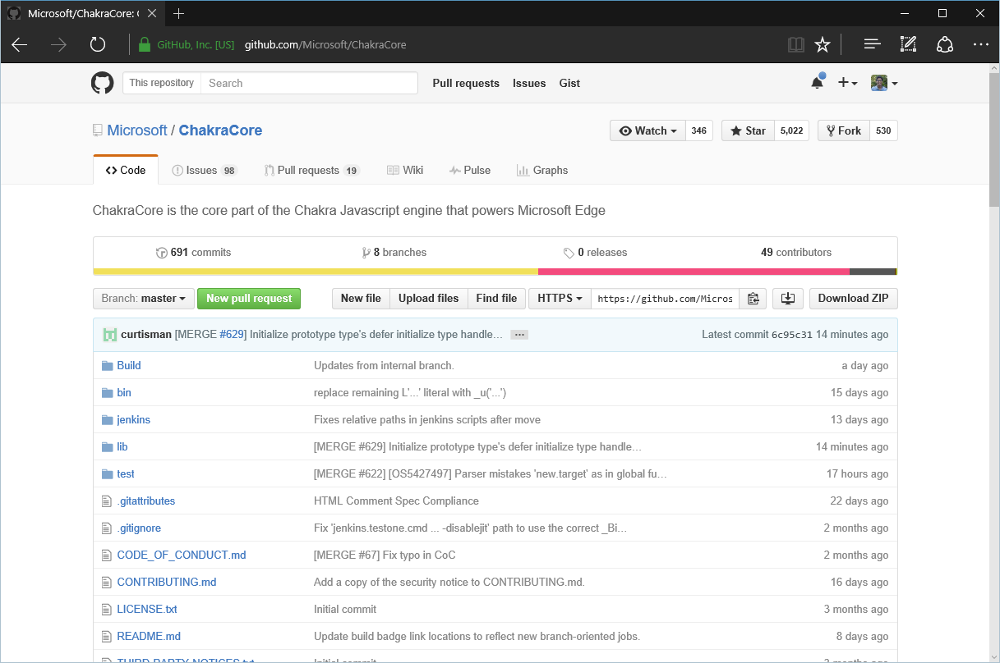 Microsoft/ChakraCore: (
GitHub, Inc. [US] github.com/Microsoft/ChakraCore
This repository Search Pull requests Issues Gist
Microsoft / ChakraCore Watch 346 Star 5,022 Fork 530
Code Issues 98 Pull requests 19 Wiki Pulse Graphs
ChakraCore is the core part of the Chakra Javascript engine that powers Microsoft Edge
691 commits 8 branches 0 releases 49 contributors
Branch: master New pull request New file Upload files Find file HTTPS https://github.com/Micros Download ZIP
curtisman [MERGE #629] Initialize prototype type's defer initialize type handle… ... Latest commit 6c95c31 14 minutes ago
Build Updates from internal branch. a day ago
bin replace remaining L'...' literal with _u('...') 15 days ago
jenkins Fixes relative paths in jenkins scripts after move 13 days ago
lib [MERGE #629] Initialize prototype type's defer initialize type handle… 14 minutes ago
test [MERGE #622] [OS5427497] Parser mistakes 'new.target' as in global fu… 17 hours ago
.gitattributes HTML Comment Spec Compliance 22 days ago
.gitignore Fix 'jenkins.testone.cmd ... -disablejit' path to use the correct _Bi… 2 months ago
CODE_OF_CONDUCT.md [MERGE #67] Fix typo in CoC 2 months ago
CONTRIBUTING.md Add a copy of the security notice to CONTRIBUTING.md. 16 days ago
LICENSE.txt Initial commit 3 months ago
README.md Update build badge link locations to reflect new branch-oriented jobs. 8 days ago
THIRD-PARTY-NOTICES.txt Initial commit 3 months ago